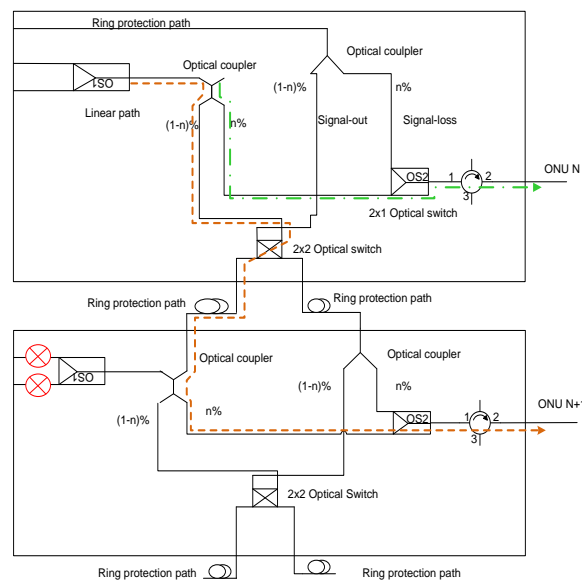 Ring protection path
Optical coulper
Optical coupler
OS1
(1-n)%
n%
Linear path
(1-n)%
n%
Signal-out
Signal-loss
OS2
1
2
3
ONU N
2x1 Optical switch
2x2 Optical switch
Ring protection path
Ring protection path
Optical coupler
Optical coupler
OS1
(1-n)%
n%
(1-n)%
n%
OS2
1
2
3
ONU N+1
2x2 Optical Switch
Ring protection path
Ring protection path